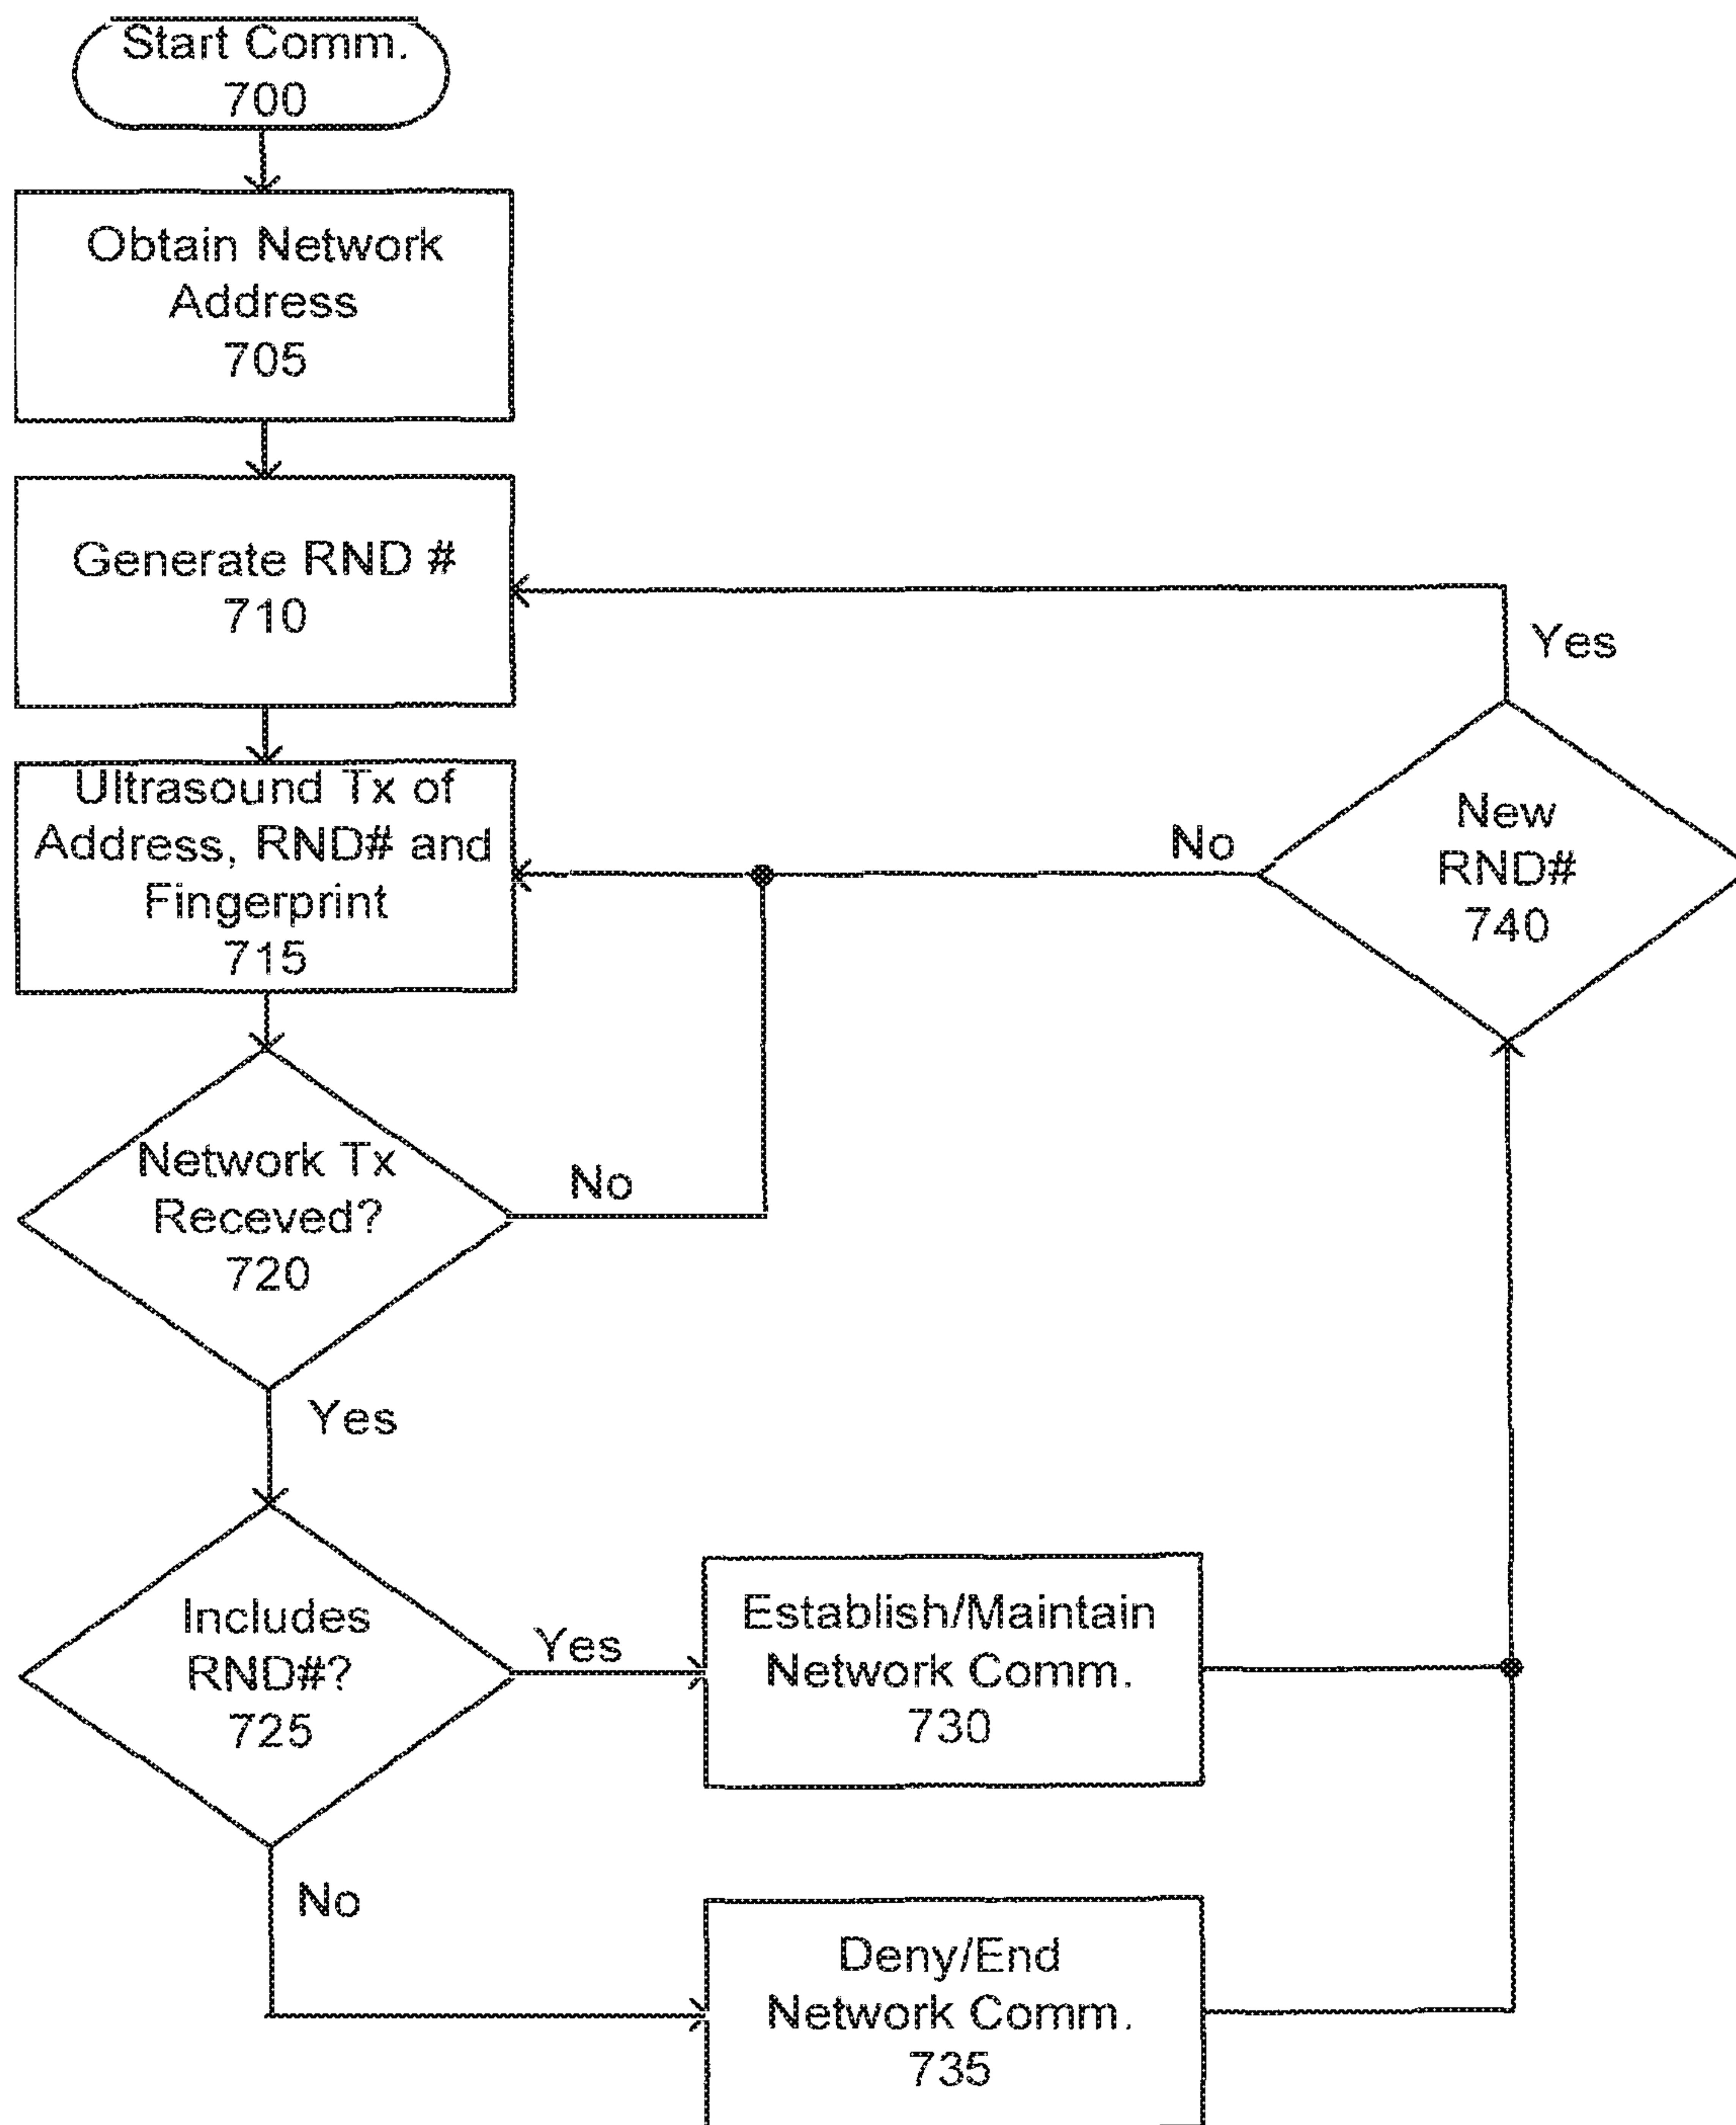 Start Comm.
700
Obtain Network
Address
705
Generate RND #
710
Yes
Ultrasound Tx of
Address, RND# and
Fingerprint
715
No
New
RND#
740
Network Tx
Receved?
720
No
Yes
Includes
RND#?
725
Yes
Establish/Maintain
Network Comm.
730
No
Deny/End
Network Comm.
735